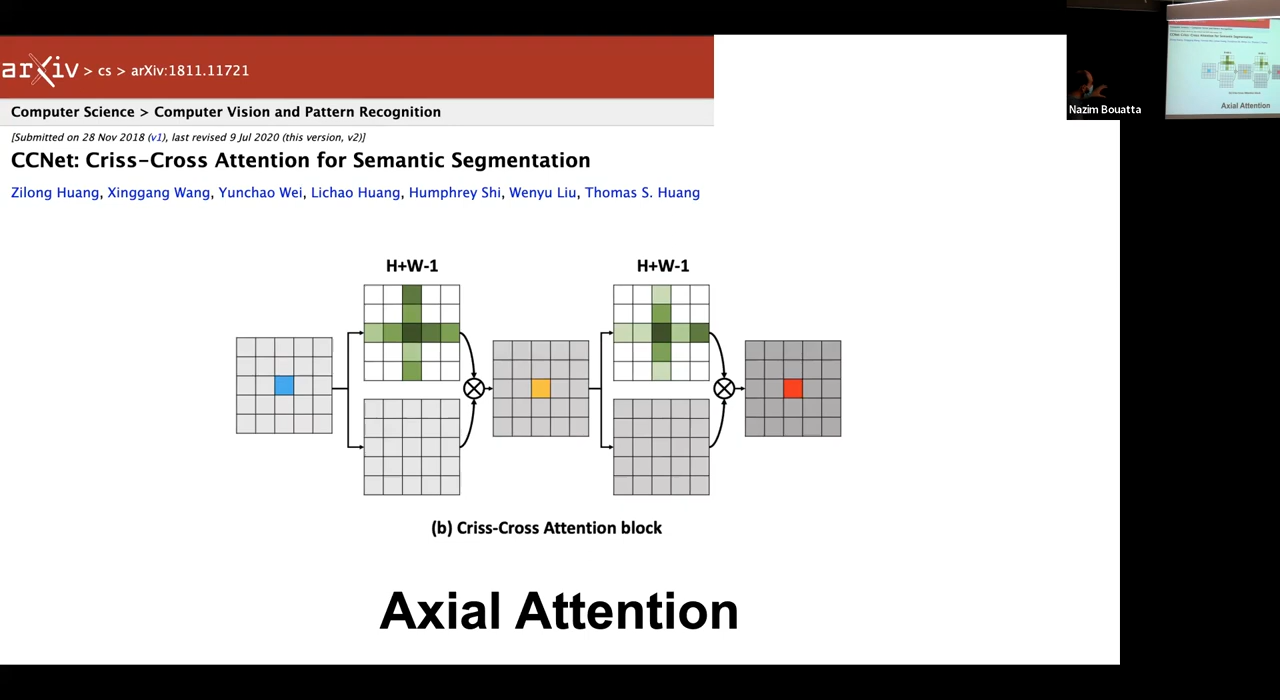 arXiv > cs > arXiv:1811.11721
Computer Science > Computer Vision and Pattern Recognition
[Submitted on 28 Nov 2018 (v1), last revised 9 Jul 2020 (this version, v2)]
CCNet: Criss-Cross Attention for Semantic Segmentation
Zilong Huang, Xinggang Wang, Yunchao Wei, Lichao Huang, Humphrey Shi, Wenyu Liu, Thomas S. Huang
H+W-1 H+W-1
(b) Criss-Cross Attention block
Axial Attention
Nazim Bouatta
Axial Attention